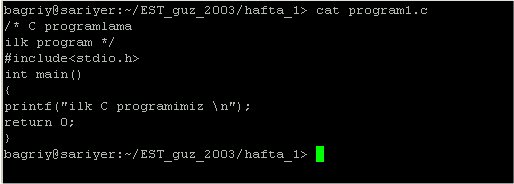 bagriy@sariyer:~/EST_guz_2003/hafta_1> cat program1.c
/* C programlama
ilk program */
#include<stdio.h>
int main()
{
printf("ilk C programimiz \n");
return 0;
}
bagriy@sariyer:~/EST_guz_2003/hafta_1>